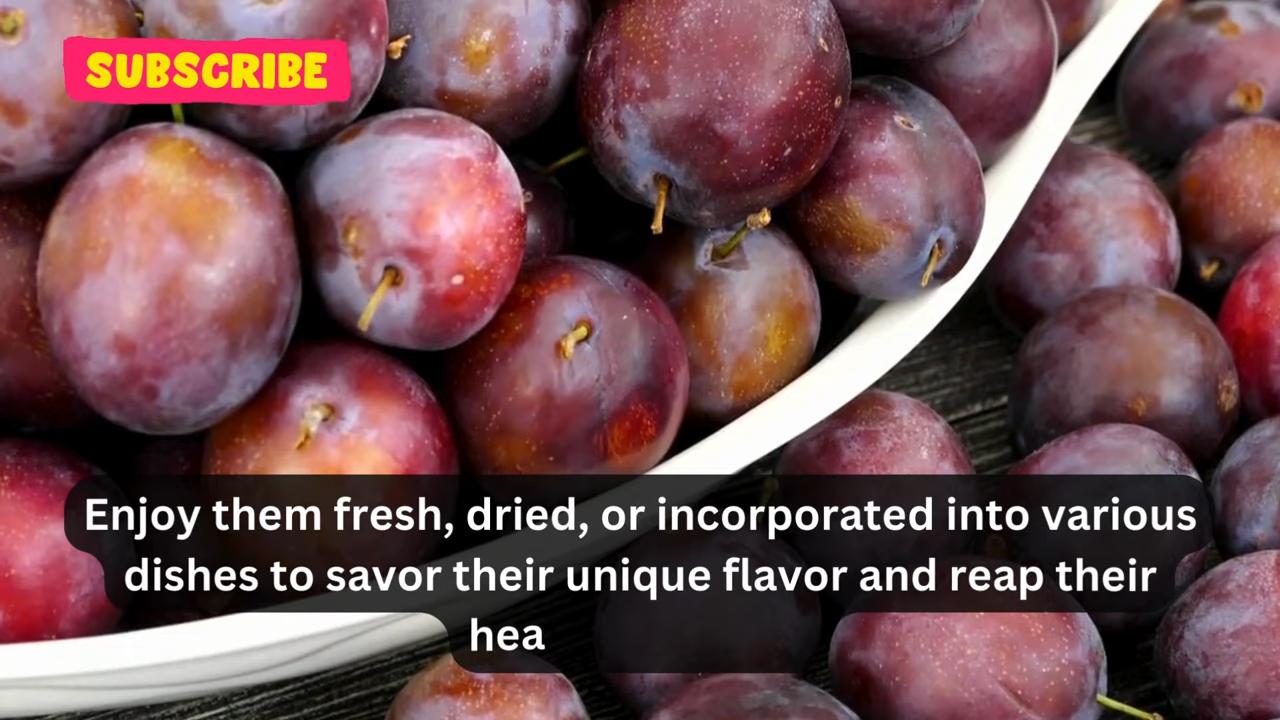 SUBSCRIBE
Enjoy them fresh, dried, or incorporated into various
dishes to savor their unique flavor and reap their
hea